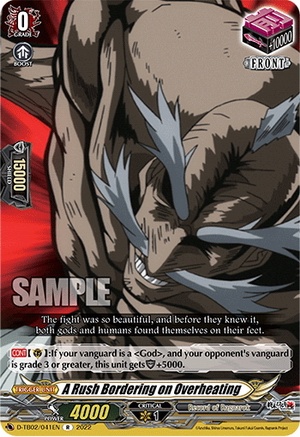 0
GRADE
BOOST
+10000
FRONT
15000
SHIELD
SAMPLE
The fight was so beautiful, and before they knew it,
both gods and humans found themselves on their feet.
CONT【】:If your vanguard is a <God>, and your opponent's vanguard
is grade 3 or greater, this unit gets +5000.
TRIGGER UNIT
A Rush Bordering on Overheating
POWER 4000 CRITICAL 1 Record of Ragnarok
D-TB02/041EN R 2022